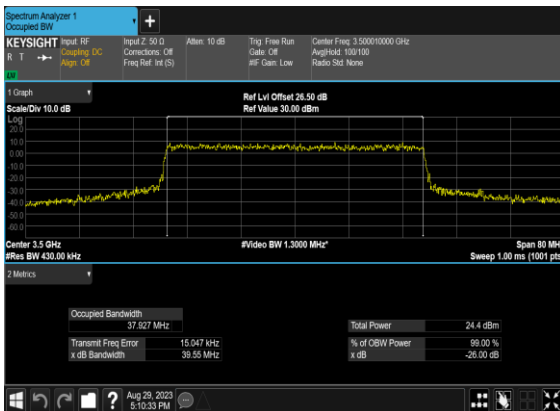 Spectrum Analyzer 1
Occupied BW
+
KEYSIGHT Input: RF Input Z: 50 Ω Atten: 10 dB Trig: Free Run Center Freq: 3.500010000 GHz
R T Coupling: DC Corrections: Off Gate: Off Avg|Hold: 100/100
Align: Off Freq Ref: Int (S) #IF Gain: Low Radio Std: None
LV
1 Graph
Ref Lvl Offset 26.50 dB
Scale/Div 10.0 dB Ref Value 30.00 dBm
Log
20.0
10.0
0.00
-10.0
-20.0
-30.0
-40.0
-50.0
-60.0
Center 3.5 GHz #Video BW 1.3000 MHz* Span 80 MH
#Res BW 430.00 kHz Sweep 1.00 ms (1001 pts
2 Metrics
Occupied Bandwidth
37.927 MHz Total Power 24.4 dBm
Transmit Freq Error 15.047 kHz % of OBW Power 99.00 %
x dB Bandwidth 39.55 MHz x dB -26.00 dB
? Aug 29, 2023
5:10:33 PM